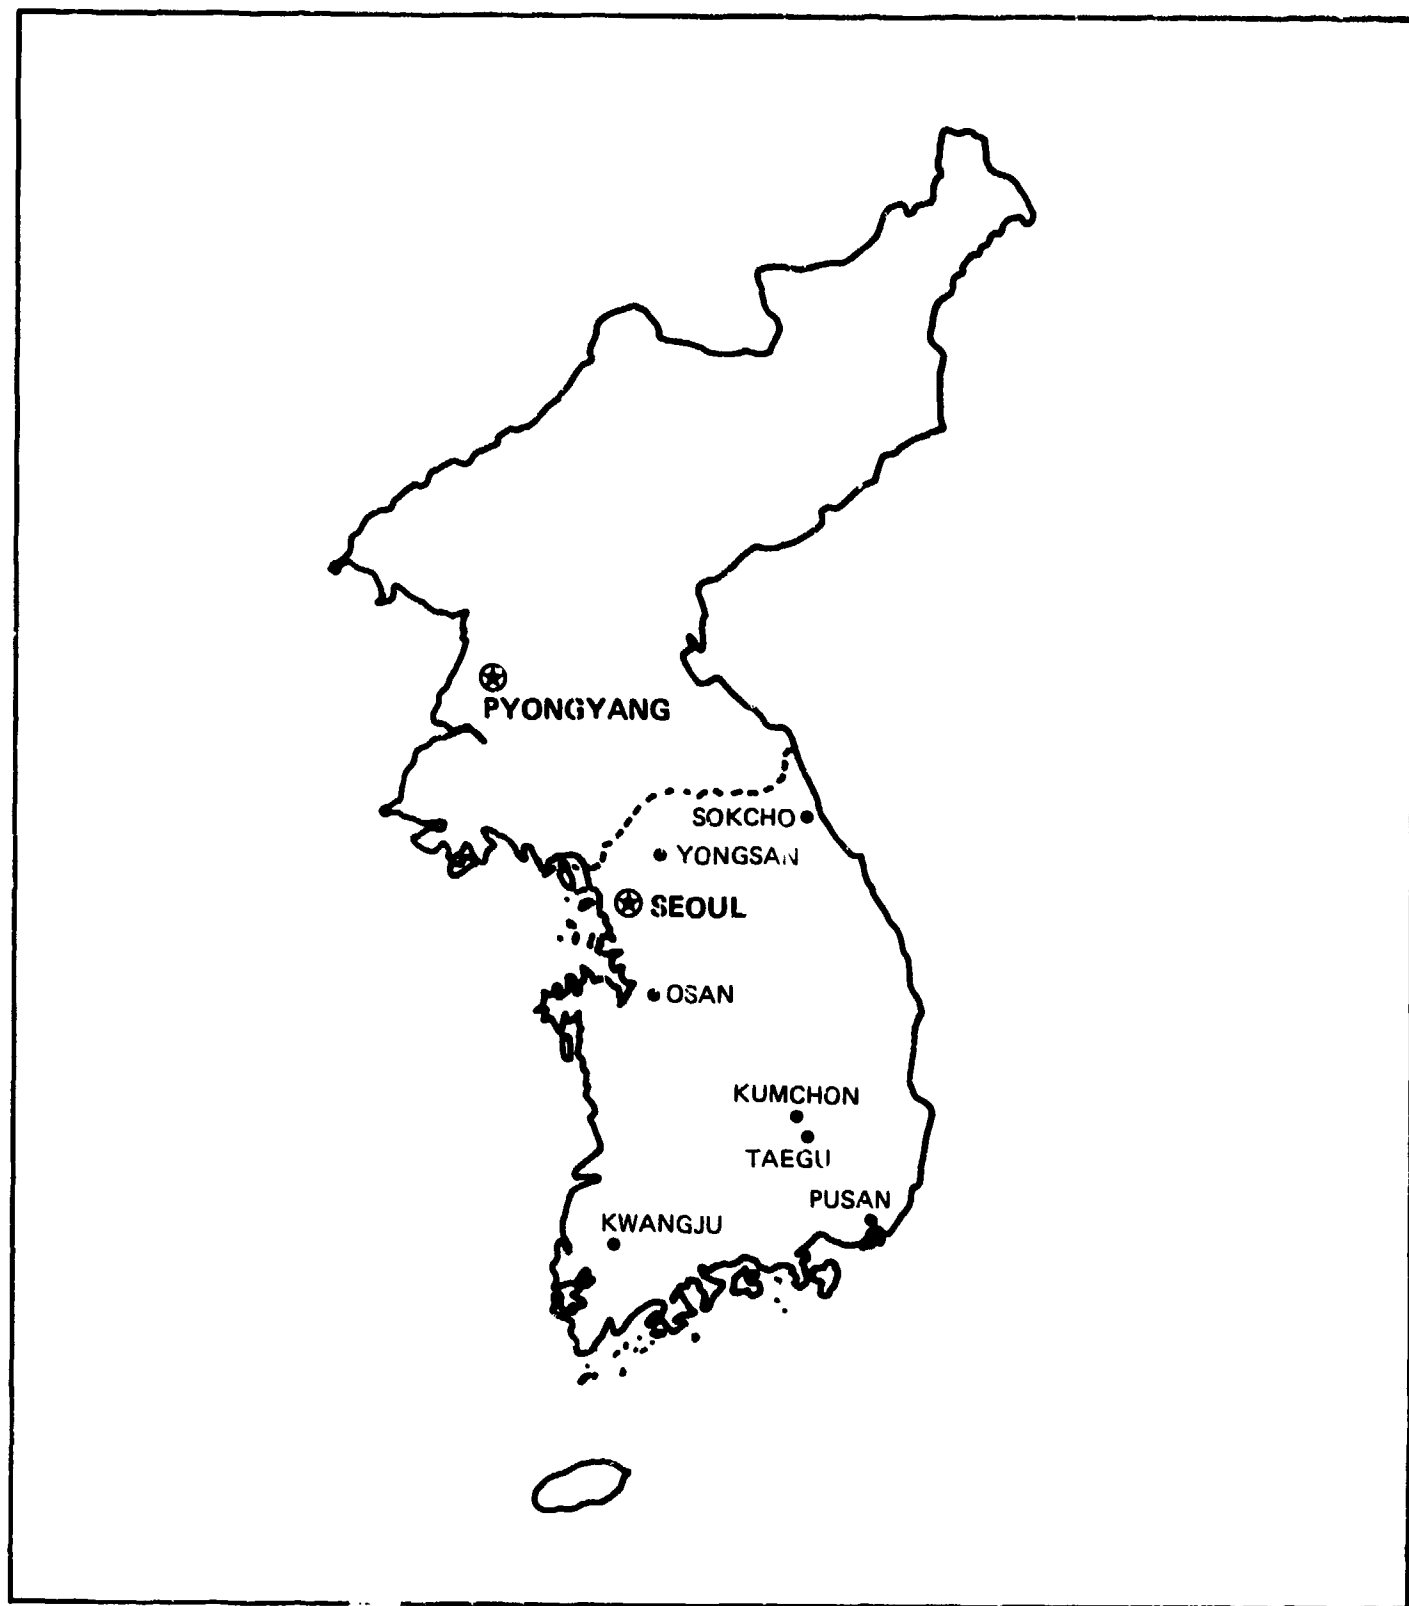 PYONGYANG
SOKCHO
YONGSAN
SEOUL
OSAN
KUMCHON
TAEGU
PUSAN
KWANGJU